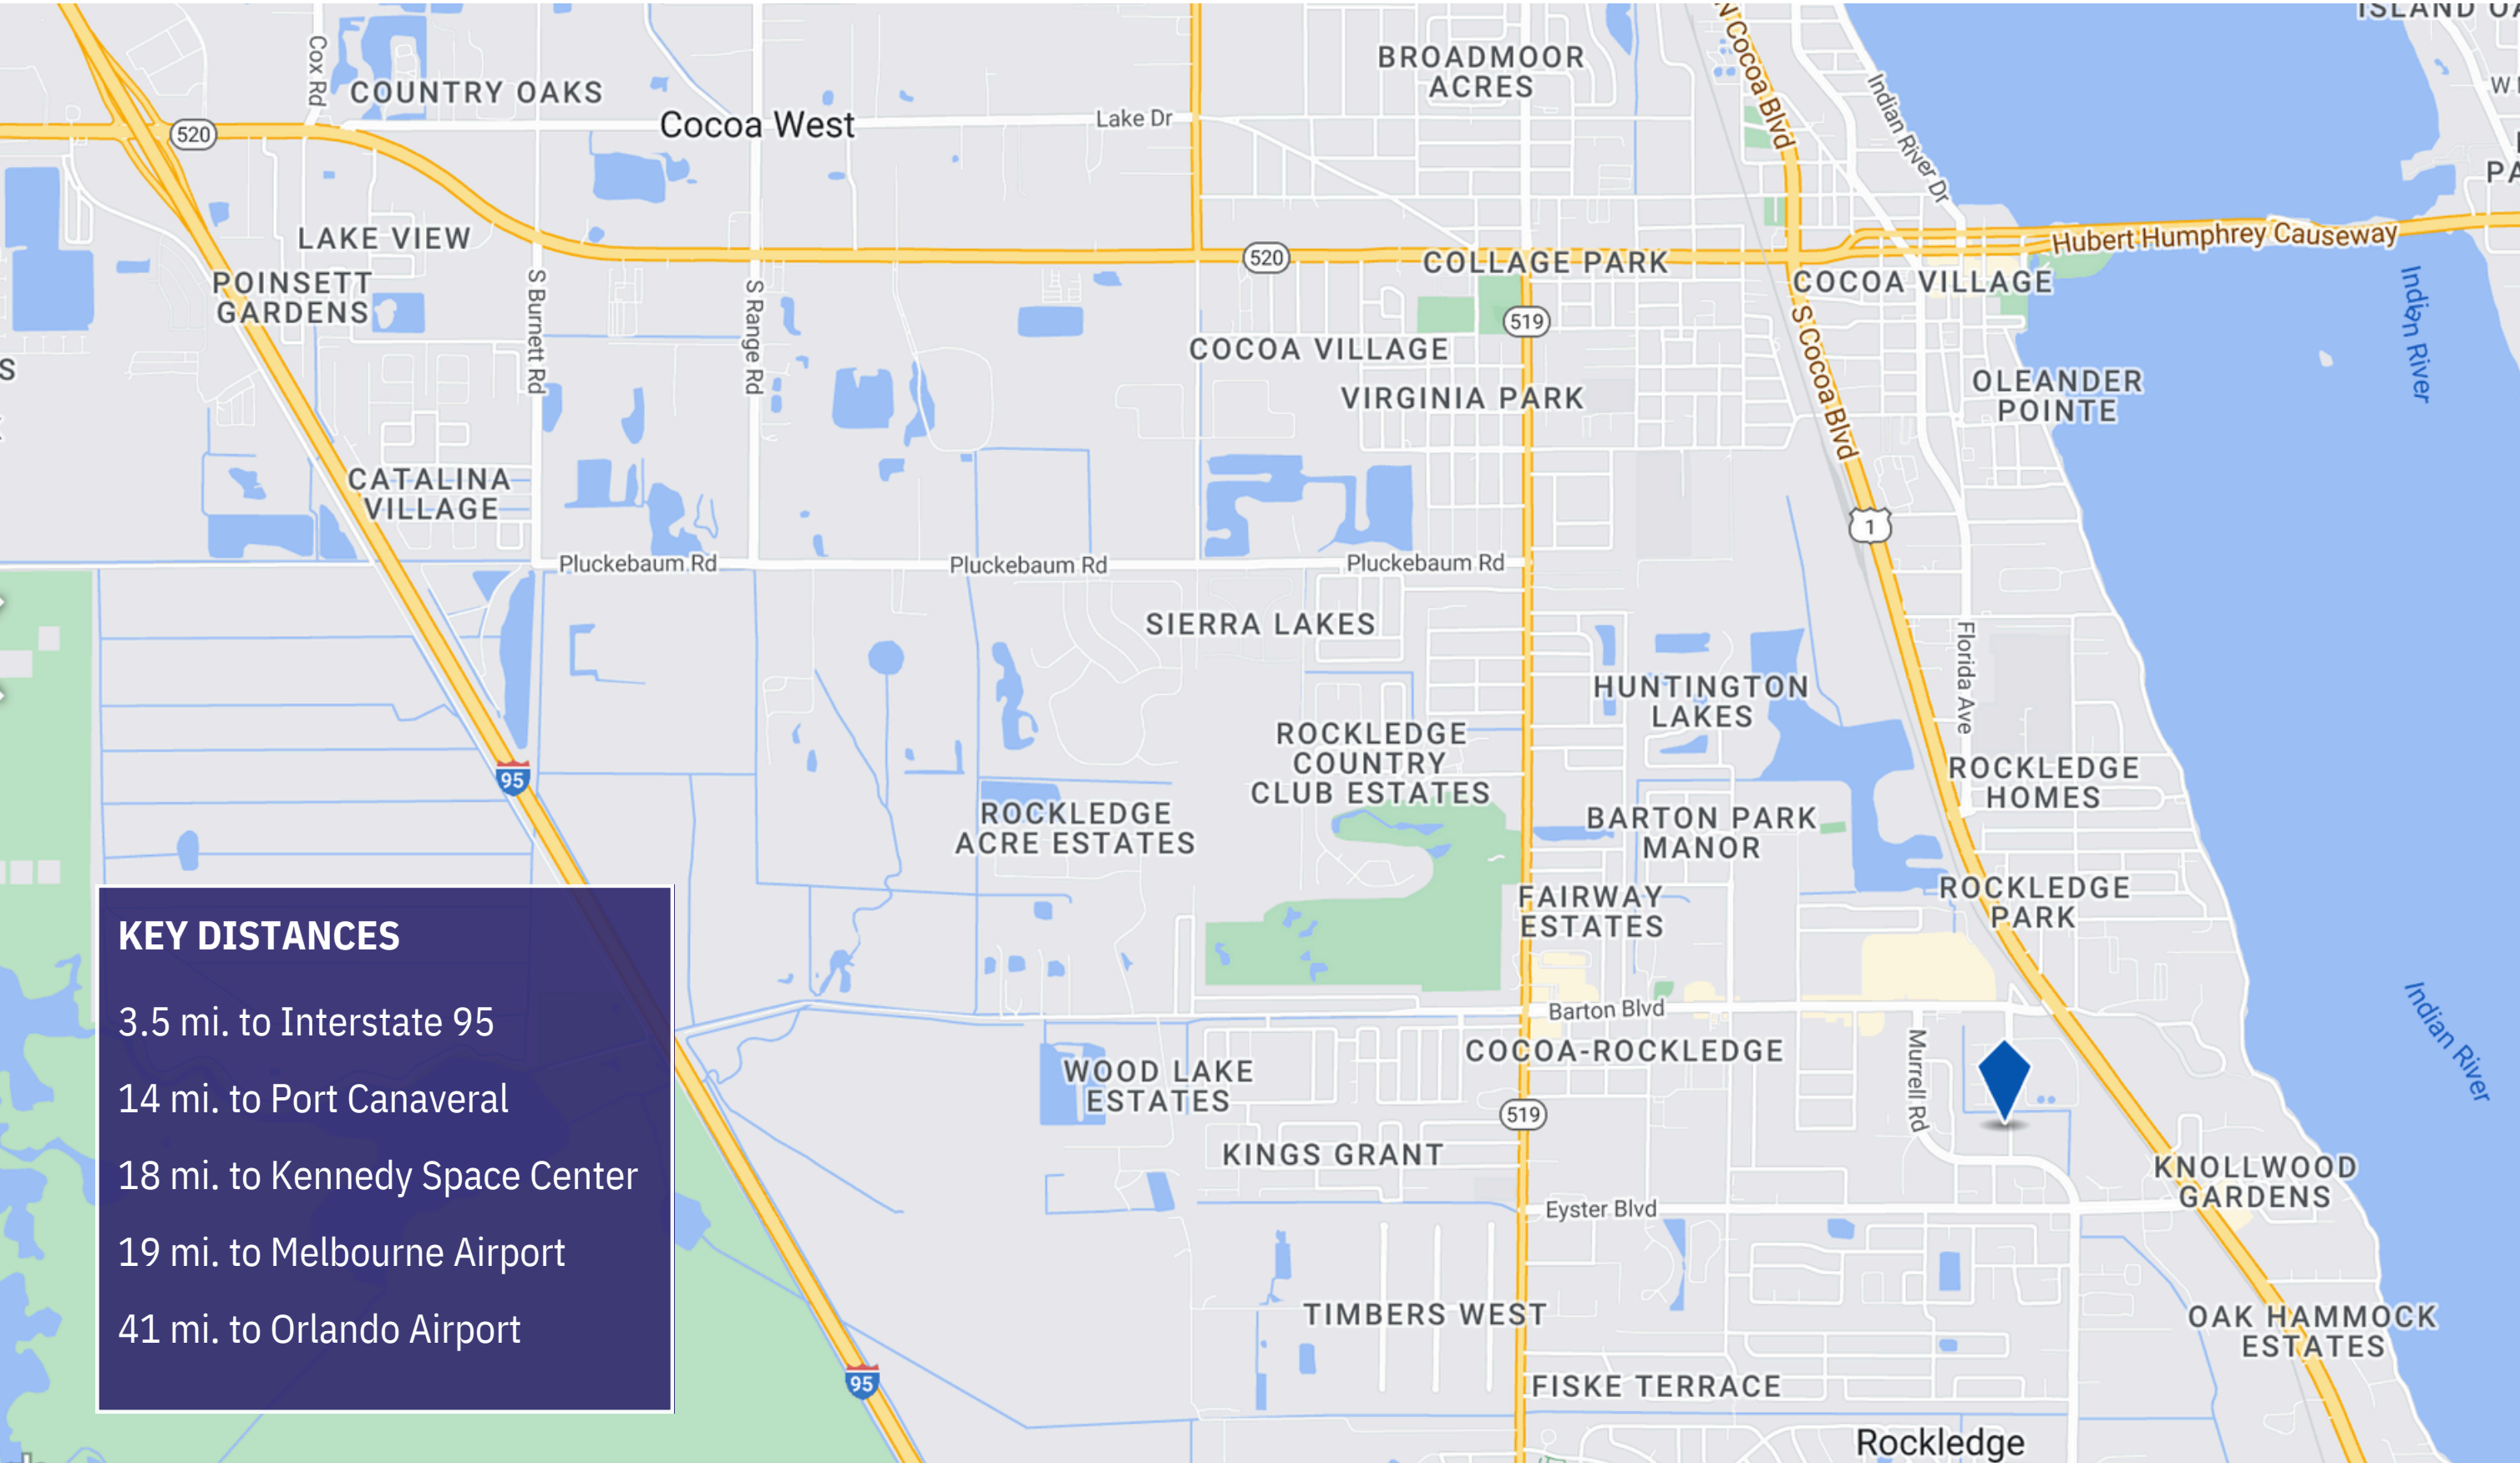 ISLAND OA
Cox Rd
N Cocoa Blvd
BROADMOOR
ACRES
Indian River Dr
COUNTRY OAKS
W
Cocoa West
Lake Dr
520
PA
LAKE VIEW
Hubert Humphrey Causeway
520
COLLAGE PARK
POINSETT
GARDENS
COCOA VILLAGE
S Burnett Rd
S Range Rd
519
Indian River
COCOA VILLAGE
S Cocoa Blvd
S
VIRGINIA PARK
OLEANDER
POINTE
CATALINA
VILLAGE
1
Pluckebaum Rd
Pluckebaum Rd
Pluckebaum Rd
SIERRA LAKES
Florida Ave
HUNTINGTON
LAKES
ROCKLEDGE
COUNTRY
CLUB ESTATES
95
ROCKLEDGE
HOMES
ROCKLEDGE
ACRE ESTATES
BARTON PARK
MANOR
FAIRWAY
ESTATES
ROCKLEDGE
PARK
KEY DISTANCES
3.5 mi. to Interstate 95
14 mi. to Port Canaveral
18 mi. to Kennedy Space Center
19 mi. to Melbourne Airport
41 mi. to Orlando Airport
Barton Blvd
Indian River
COCOA-ROCKLEDGE
Murrell Rd
WOOD LAKE
ESTATES
519
KINGS GRANT
KNOLLWOOD
GARDENS
Eyster Blvd
TIMBERS WEST
OAK HAMMOCK
ESTATES
95
FISKE TERRACE
Rockledge